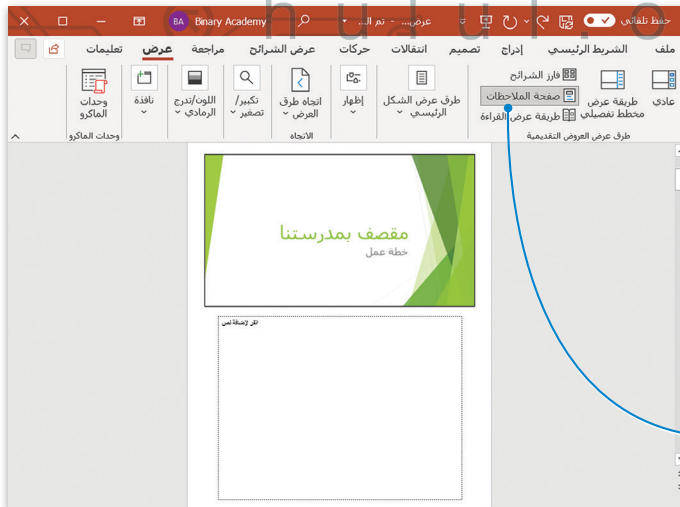 حفظ تلقائي عرض... - تم ال... Binary Academy BA
hulul.o
ملف الشريط الرئيسي إدراج تصميم انتقالات حركات عرض الشرائح مراجعة عرض تعليمات
عادي
طريقة عرض
مخطط تفصيلي
فارز الشرائح
صفحة الملاحظات
طريقة عرض القراءة
طرق عرض الشكل
الرئيسي
إظهار
اتجاه طرق
العرض
تكبير/
تصغير
اللون/تدرج
الرمادي
نافذة
وحدات
الماكرو
طرق عرض العروض التقديمية الاتجاه وحدات الماكرو
مقصف بمدرستنا
خطة عمل
انقر لإضافة نص